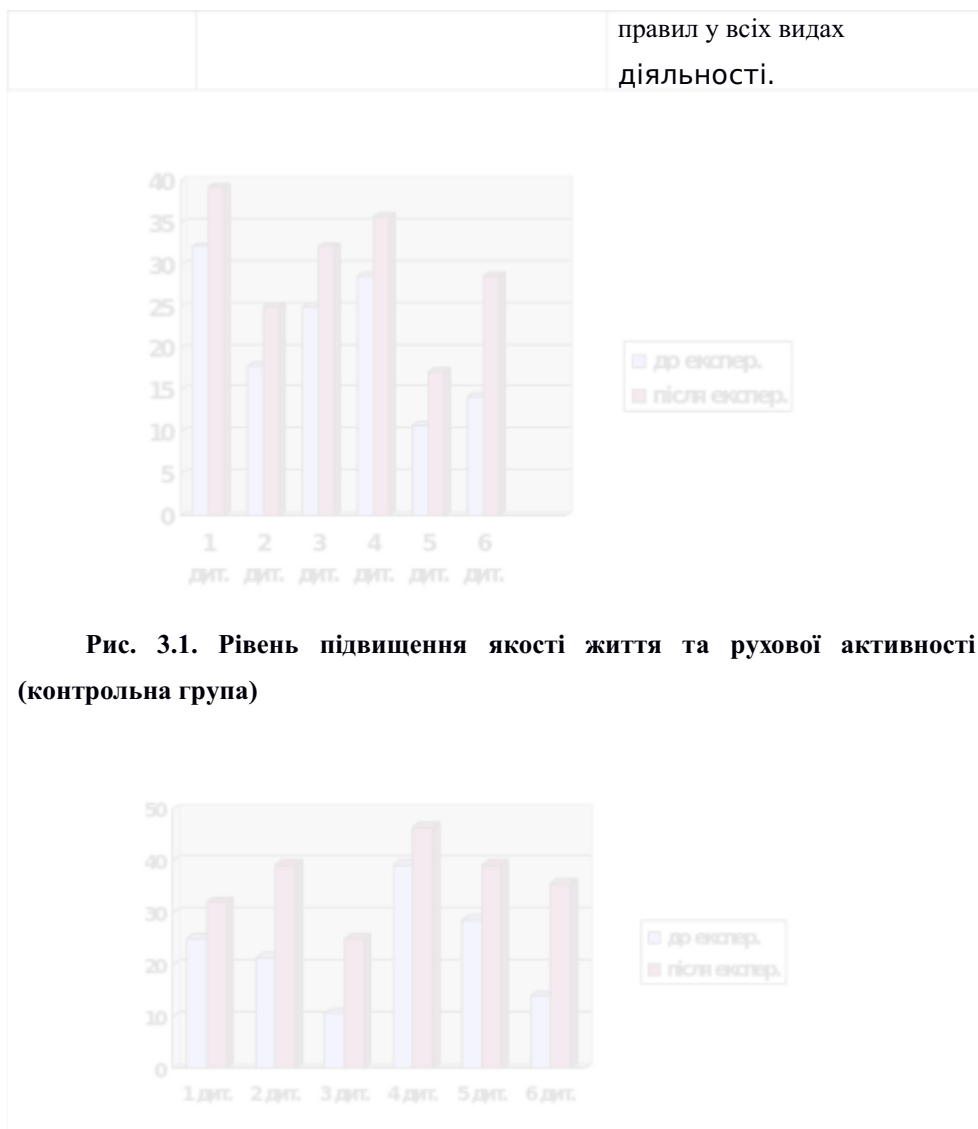 правил у всіх видах
діяльності.
40
35
30
25
20
15
10
5
0
1 2 3 4 5 6
дит. дит. дит. дит. дит. дит.
до експер.
після експер.
Рис. 3.1. Рівень підвищення якості життя та рухової активності
(контрольна група)
50
40
30
20
10
0
1 дит. 2 дит. 3 дит. 4 дит. 5 дит. 6 дит.
до експер.
після експер.